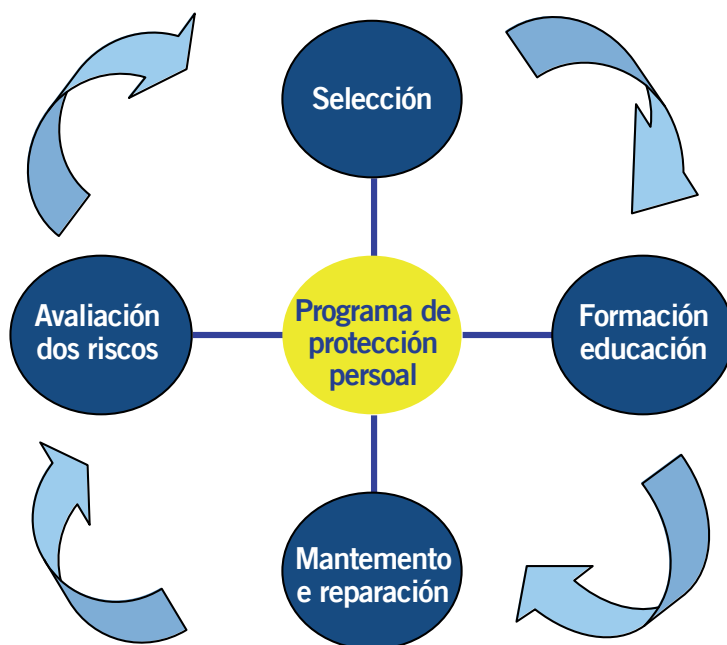 Selección
Avaliación
dos riscos
Programa de
protección
persoal
Formación
educación
Mantemento
e reparación